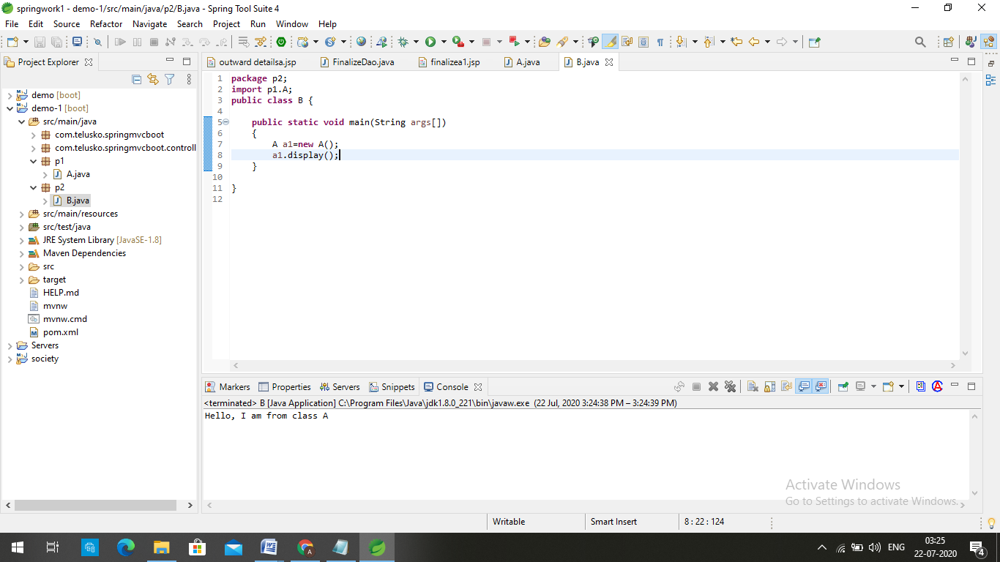 springwork1 - demo-1/src/main/java/p2/B.java - Spring Tool Suite 4
File Edit Source Refactor Navigate Search Project Run Window Help
Project Explorer
demo [boot]
demo-1 [boot]
src/main/java
com.telusko.springmvcboot
com.telusko.springmvcboot.controll
p1
A.java
p2
B.java
src/main/resources
src/test/java
JRE System Library [JavaSE-1.8]
Maven Dependencies
src
target
HELP.md
mvnw
mvnw.cmd
pom.xml
Servers
society
outward detailsa.jsp FinalizeDao.java finalizea1.jsp A.java B.java
1 package p2;
2 import p1.A;
3 public class B {
4
5 public static void main(String args[])
6 {
7 A a1=new A();
8 a1.display();
9 }
10
11 }
12
Markers Properties Servers Snippets Console
<terminated> B [Java Application] C:\Program Files\Java\jdk1.8.0_221\bin\javaw.exe (22 Jul, 2020 3:24:38 PM – 3:24:39 PM)
Hello, I am from class A
Activate Windows
Go to Settings to activate Windows.
Writable Smart Insert 8 : 22 : 124
ENG 03:25
22-07-2020
4